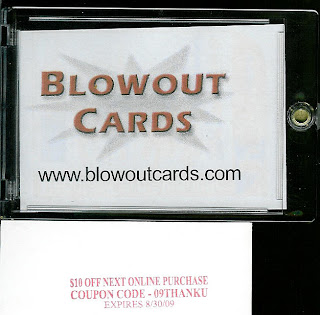 BLOWOUT
CARDS
www.blowoutcards.com
$10 OFF NEXT ONLINE PURCHASE
COUPON CODE - 09THANKU
EXPIRES 8/30/09